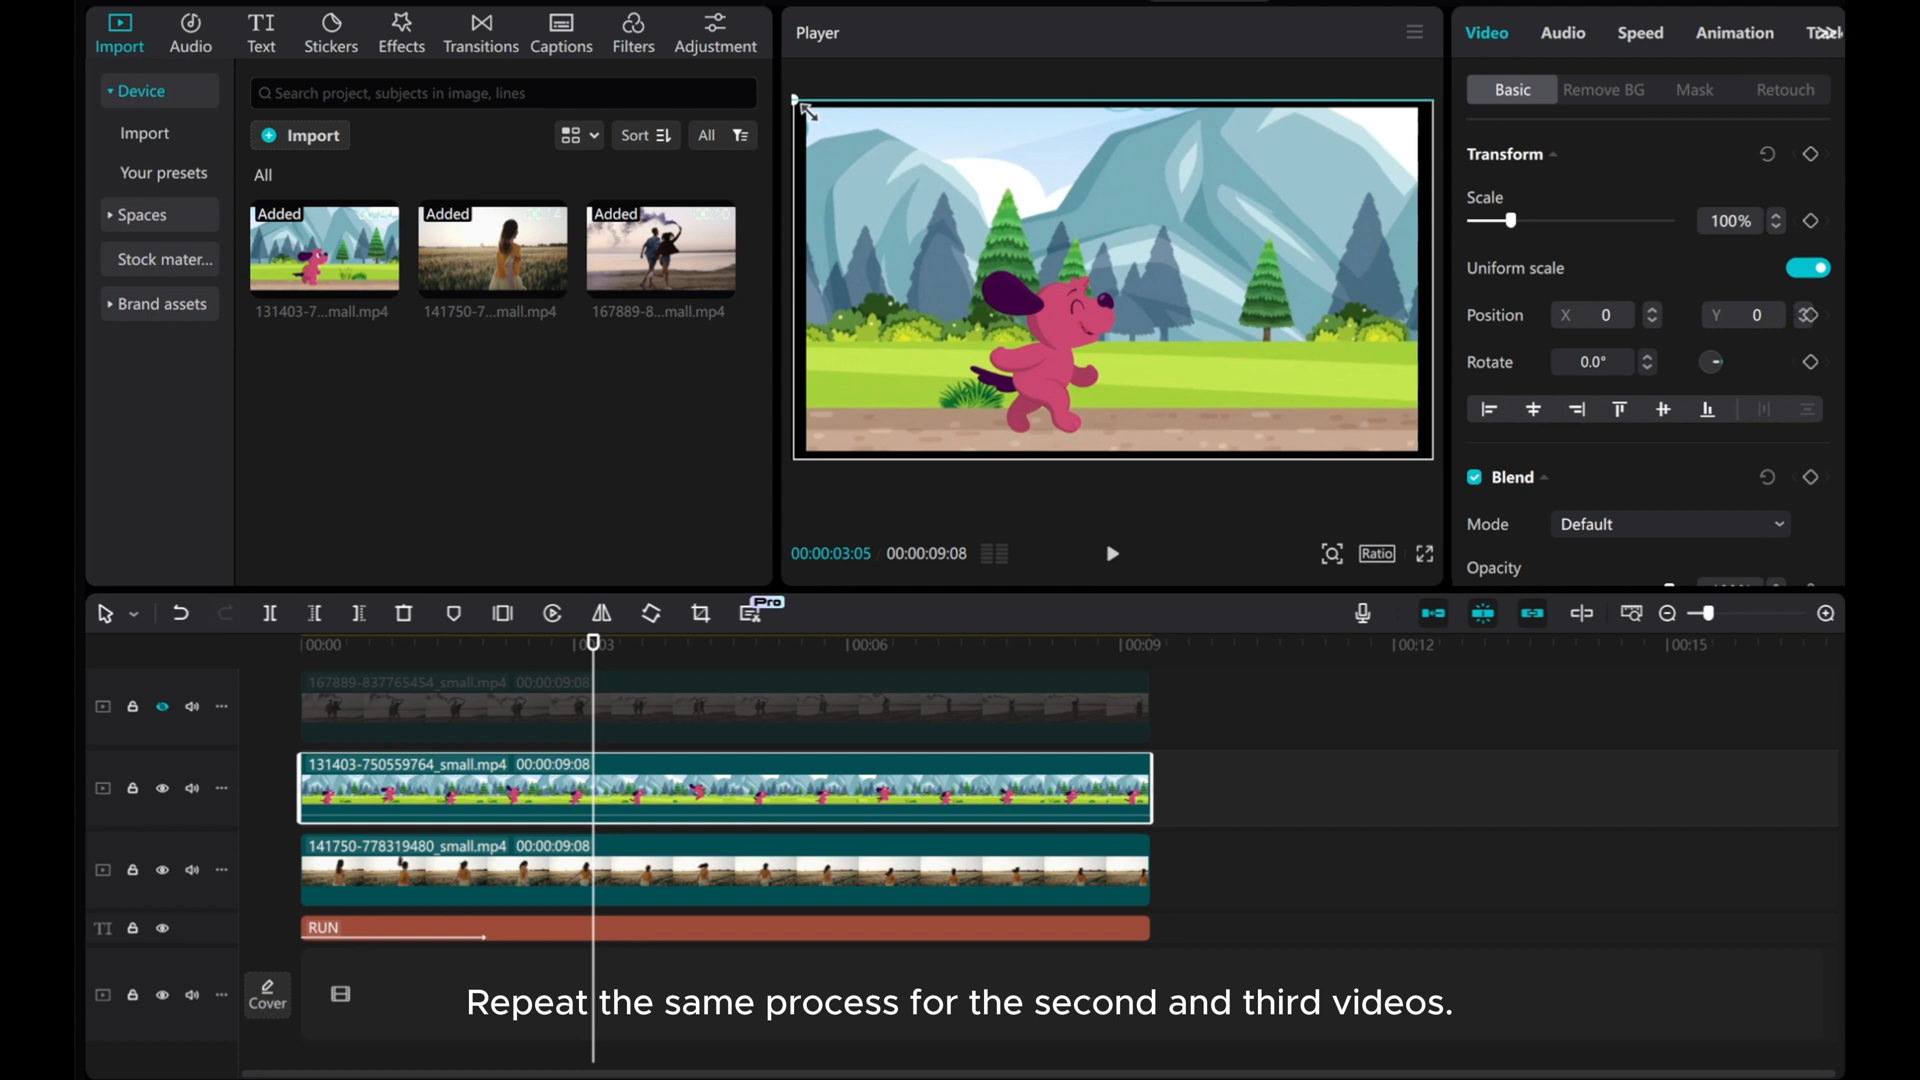 Import
Audio
Text
Stickers
Effects
Transitions
Captions
Filters
Adjustment
Device
Import
Your presets
Spaces
Stock mater...
Brand assets
Search project, subjects in image, lines
Import
Sort
All
All
Added
Added
Added
131403-7...mall.mp4
141750-7...mall.mp4
167889-8...mall.mp4
Player
00:00:03:05
00:00:09:08
Ratio
Video
Audio
Speed
Animation
Basic
Remove BG
Mask
Retouch
Transform
Scale
100%
Uniform scale
Position
X 0
Y 0
Rotate
0.0°
Blend
Mode
Default
Opacity
Pro
00:00
00:06
00:09
00:12
00:15
167889-837765454_small.mp4 00:00:09:08
131403-750559764_small.mp4 00:00:09:08
141750-778319480_small.mp4 00:00:09:08
TI
RUN
Cover
Repeat the same process for the second and third videos.